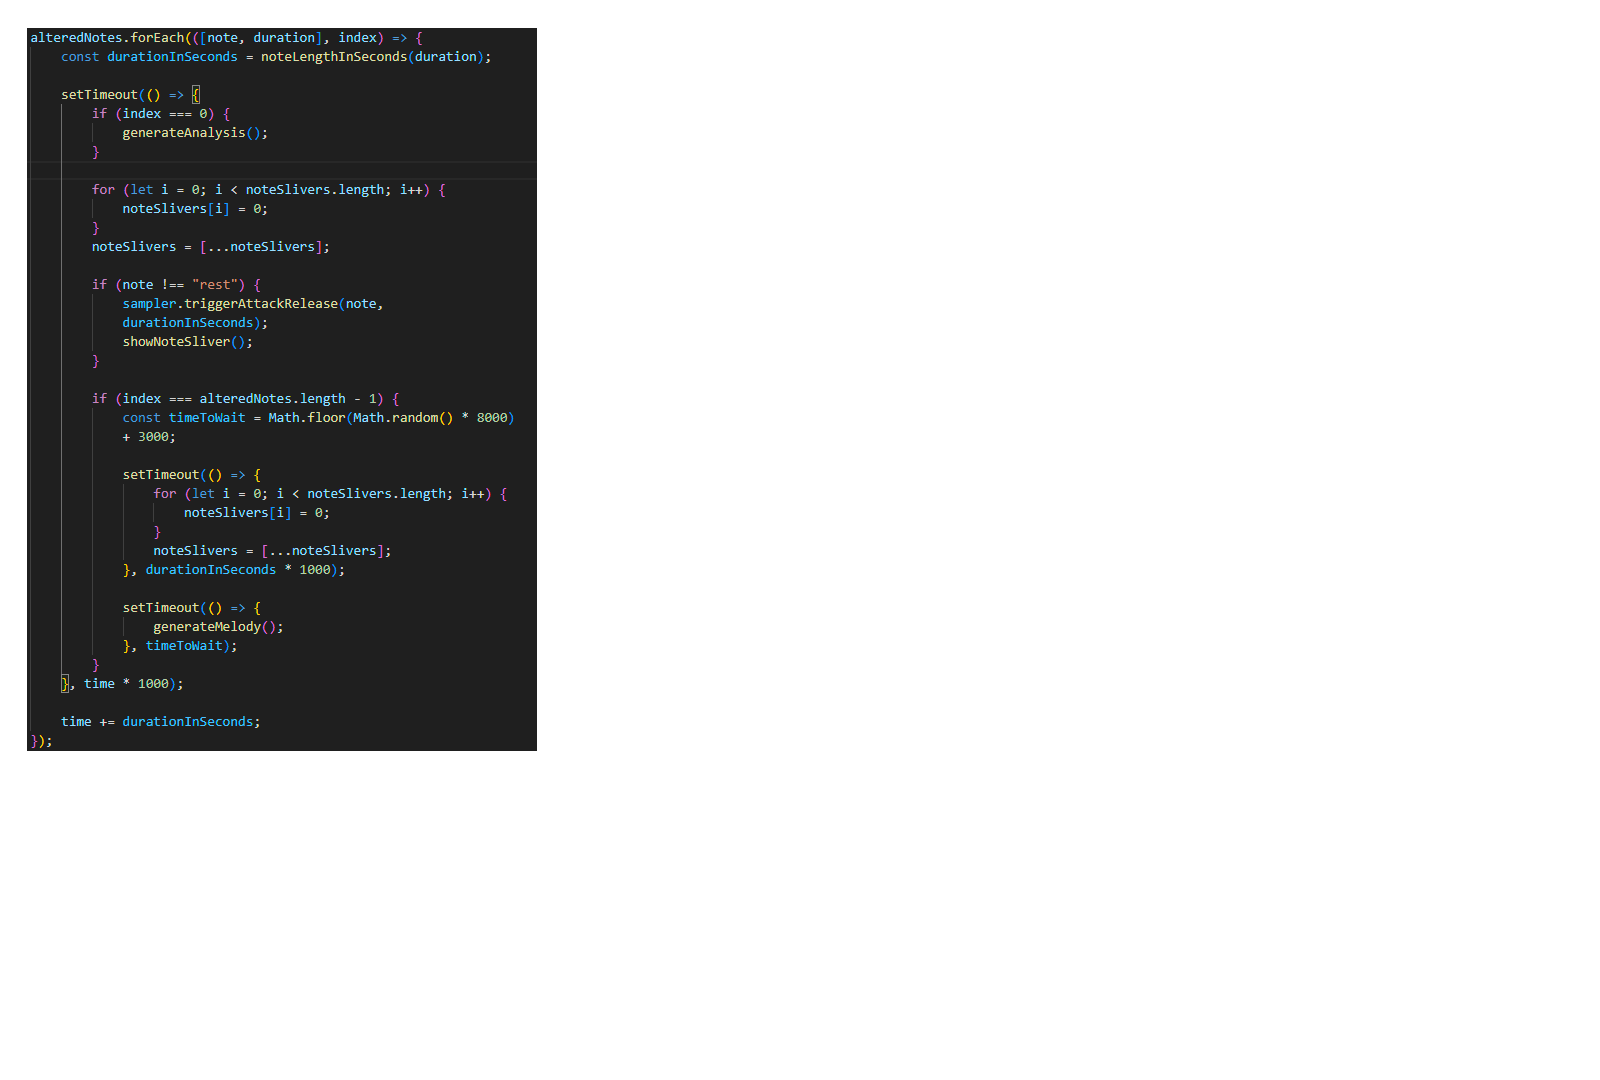 alteredNotes.forEach(([note, duration], index) => {
    const durationInSeconds = noteLengthInSeconds(duration);
    setTimeout(() => {
        if (index === 0) {
            generateAnalysis();
        }
        for (let i = 0; i < noteSlivers.length; i++) {
            noteSlivers[i] = 0;
        }
        noteSlivers = [...noteSlivers];
        if (note !== "rest") {
            sampler.triggerAttackRelease(note,
            durationInSeconds);
            showNoteSliver();
        }
        if (index === alteredNotes.length - 1) {
            const timeToWait = Math.floor(Math.random() * 8000)
            + 3000;
            setTimeout(() => {
                for (let i = 0; i < noteSlivers.length; i++) {
                    noteSlivers[i] = 0;
                }
                noteSlivers = [...noteSlivers];
            }, durationInSeconds * 1000);
            setTimeout(() => {
                generateMelody();
            }, timeToWait);
        }
    }, time * 1000);
    time += durationInSeconds;
});